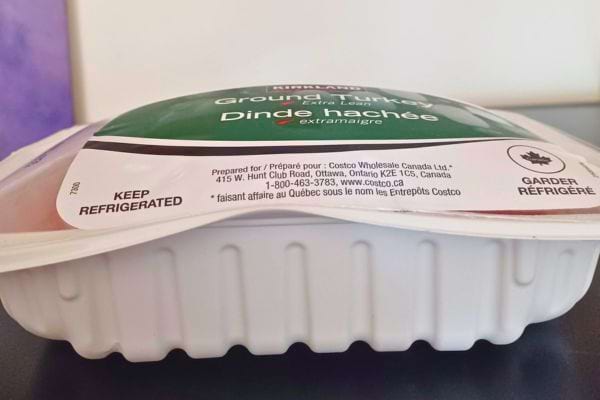 KIRKLAND
Ground Turkey
Extra Lean
Dinde hachée
extramaigre
Prepared for / Préparé pour : Costco Wholesale Canada Ltd.*
415 W. Hunt Club Road, Ottawa, Ontario K2E 1C5, Canada
1-800-463-3783, www.costco.ca
* faisant affaire au Québec sous le nom les Entrepôts Costco
7300
KEEP
REFRIGERATED
GARDER
RÉFRIGÉRÉ